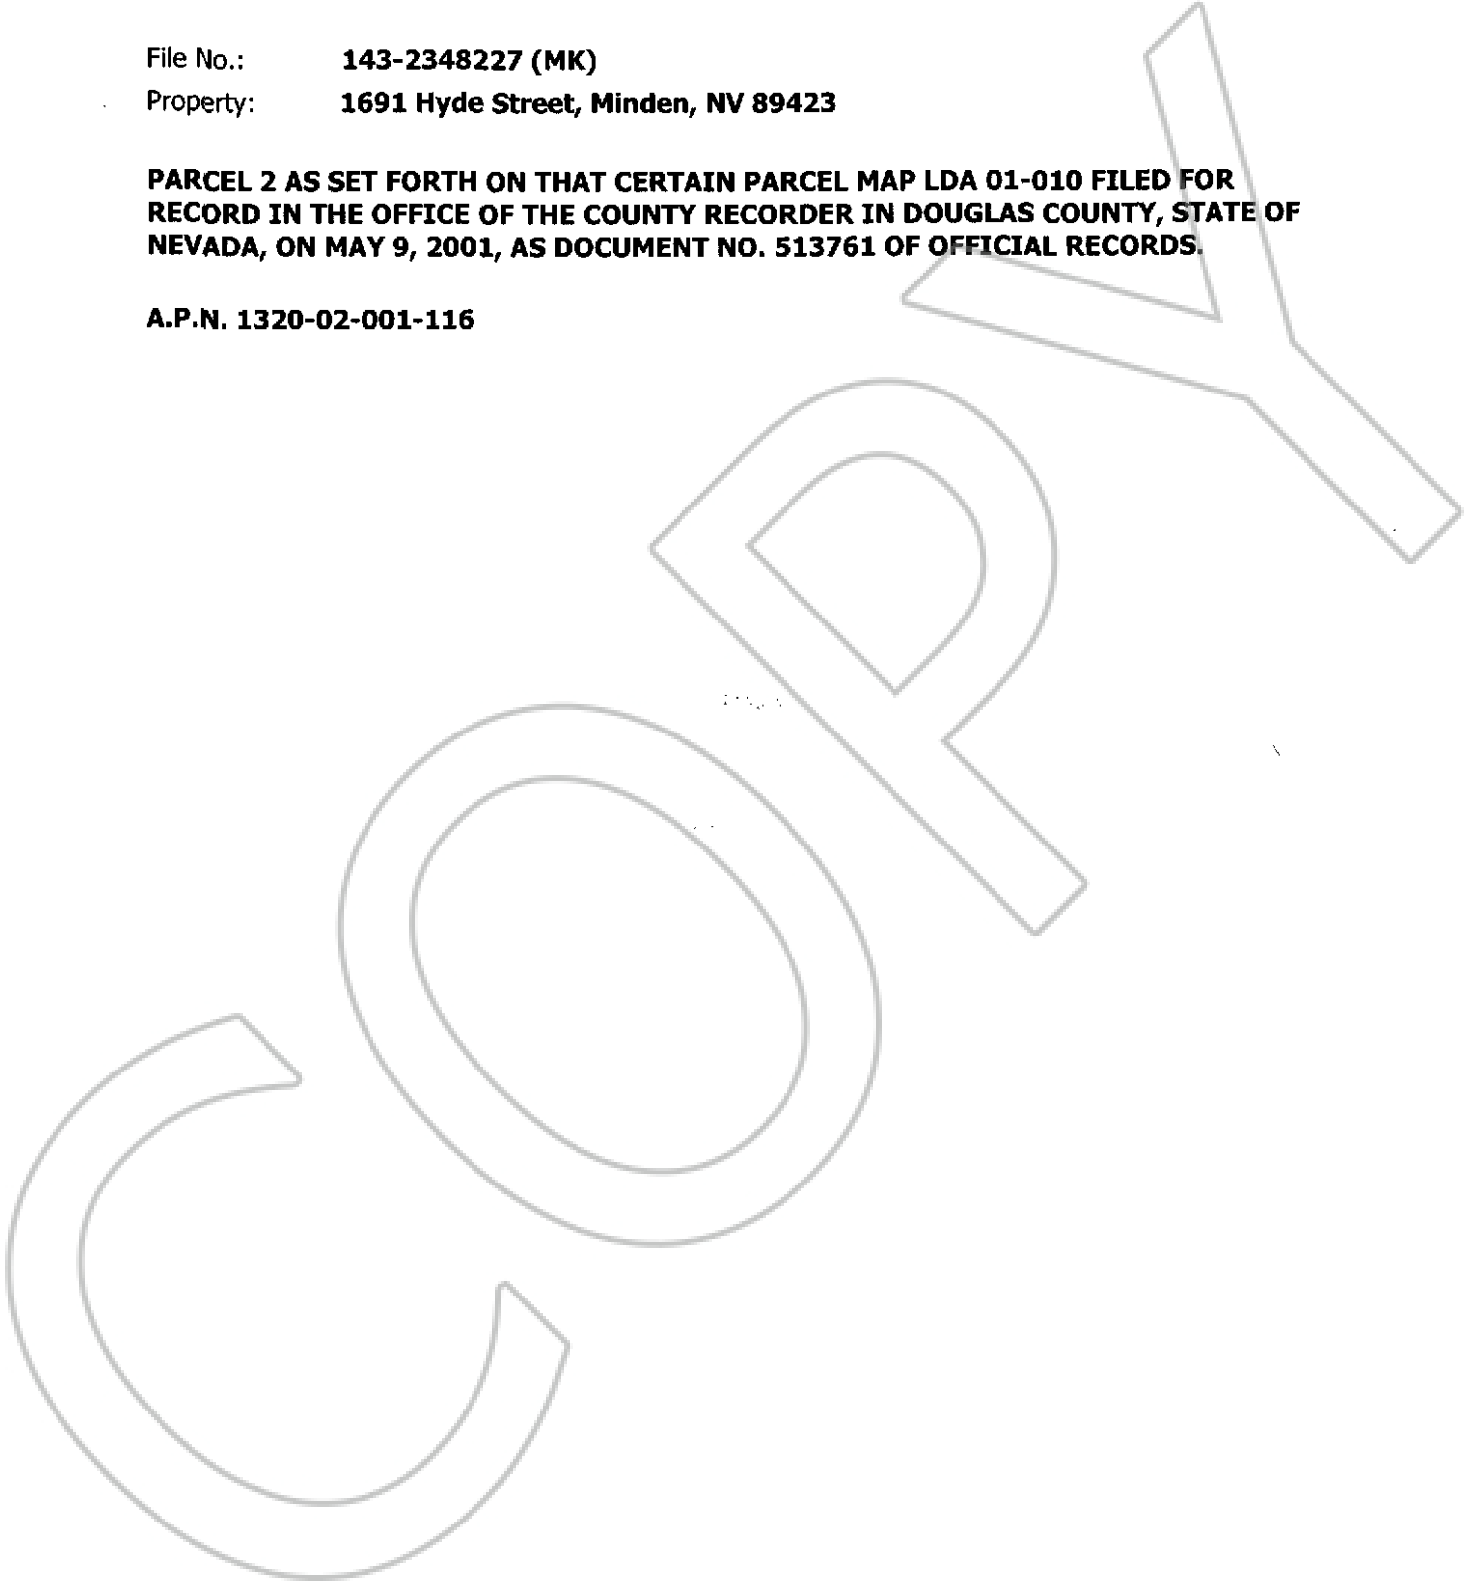 File No.: 143-2348227 (MK)
Property: 1691 Hyde Street, Minden, NV 89423
PARCEL 2 AS SET FORTH ON THAT CERTAIN PARCEL MAP LDA 01-010 FILED FOR
RECORD IN THE OFFICE OF THE COUNTY RECORDER IN DOUGLAS COUNTY, STATE OF
NEVADA, ON MAY 9, 2001, AS DOCUMENT NO. 513761 OF OFFICIAL RECORDS.
A.P.N. 1320-02-001-116
COPY